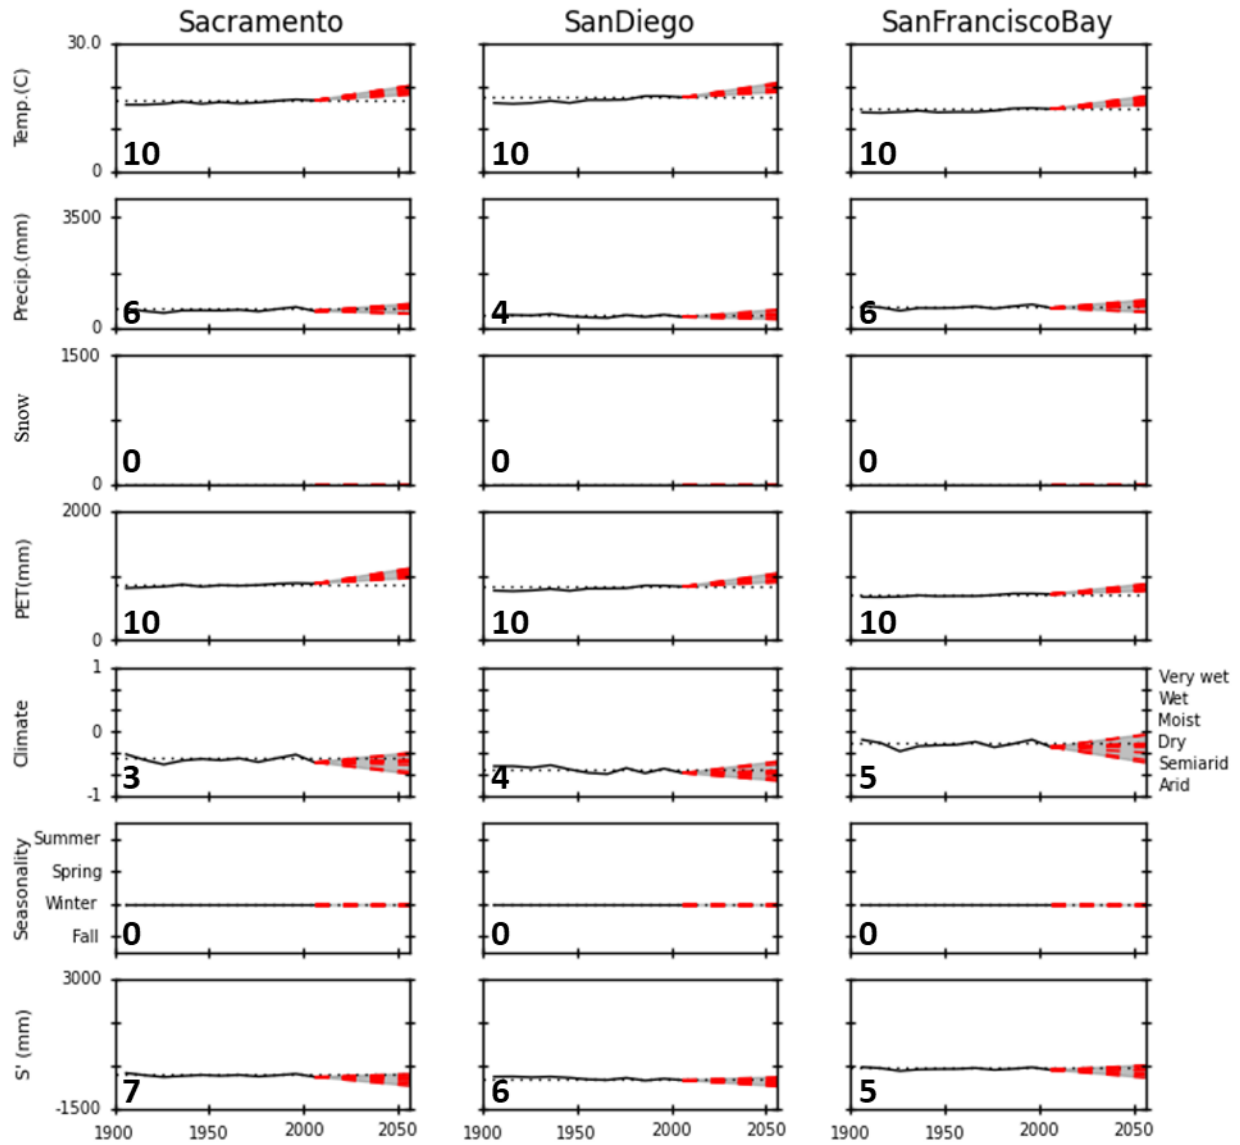 Sacramento SanDiego SanFranciscoBay
Temp.(C)
30.0
0
10 10 10
Precip.(mm)
3500
0
6 4 6
Snow
1500
0
0 0 0
PET(mm)
2000
0
10 10 10
Climate
1
0
-1
3 4 5
Very wet
Wet
Moist
Dry
Semiarid
Arid
Seasonality
Summer
Spring
Winter
Fall
0 0 0
S' (mm)
3000
-1500
7 6 5
1900 1950 2000 2050 1900 1950 2000 2050 1900 1950 2000 2050